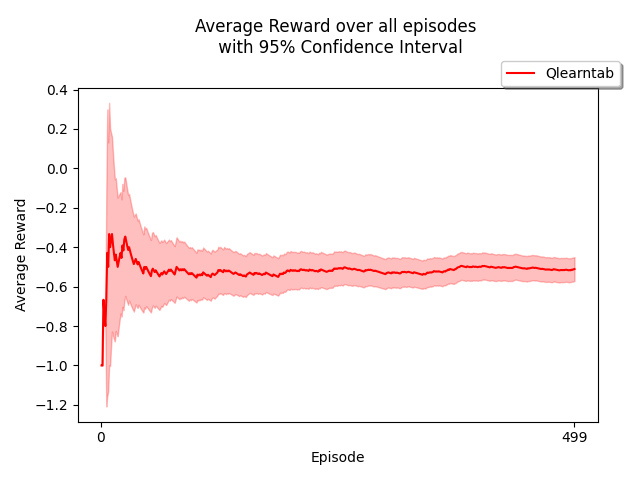 Average Reward over all episodes
with 95% Confidence Interval
Qlearntab
0.4
0.2
0.0
−0.2
−0.4
−0.6
−0.8
−1.0
−1.2
Average Reward
0
499
Episode